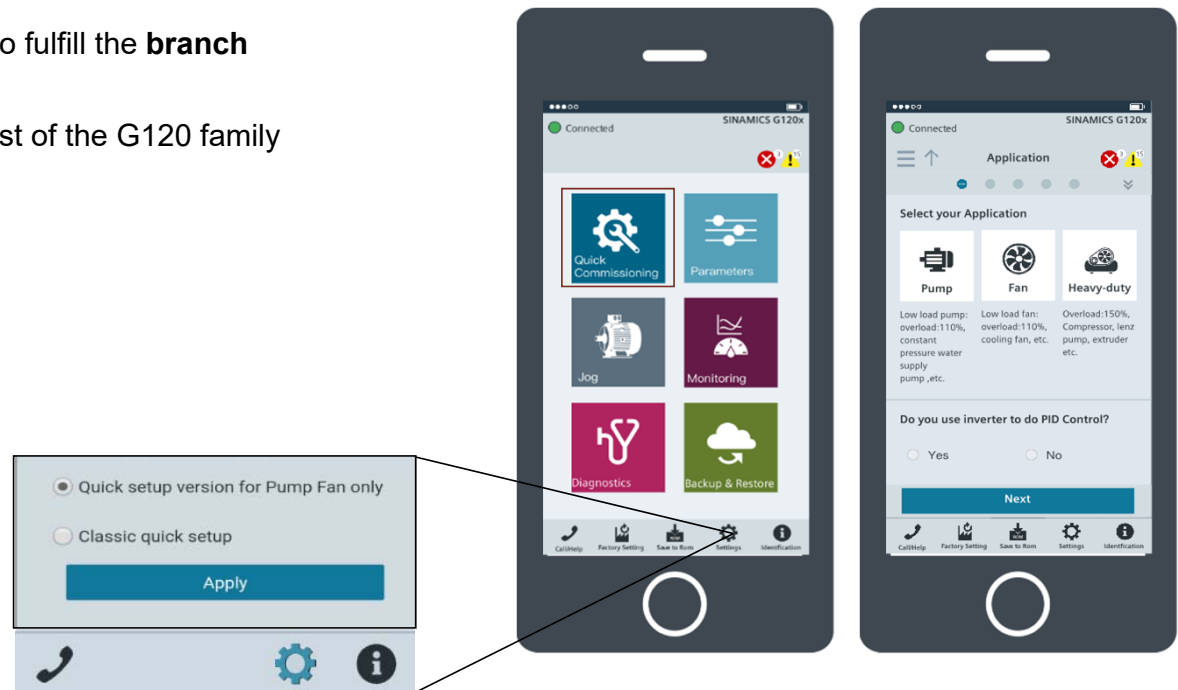 o fulfill the branch
st of the G120 family
Quick setup version for Pump Fan only
Classic quick setup
Apply
SINAMICS G120x
Connected
3
15
Quick
Commissioning
Parameters
Jog
Monitoring
Diagnostics
Backup & Restore
Call/Help Factory Setting Save to Rom Settings Identification
SINAMICS G120x
Connected
Application
3
15
Select your Application
Pump
Fan
Heavy-duty
Low load pump:
overload:110%,
constant
pressure water
supply
pump ,etc.
Low load fan:
overload:110%,
cooling fan, etc.
Overload:150%,
Compressor, lenz
pump, extruder
etc.
Do you use inverter to do PID Control?
Yes No
Next
Call/Help Factory Setting Save to Rom Settings Identification